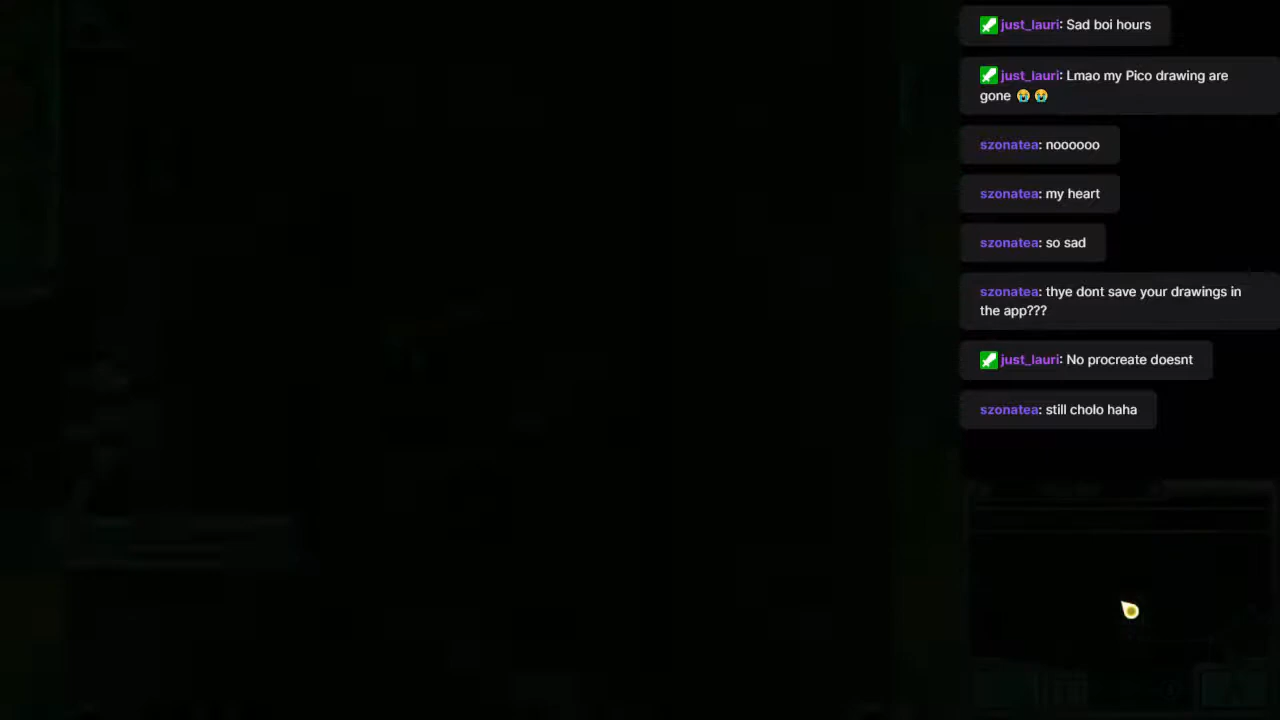 just_lauri: Sad boi hours
just_lauri: Lmao my Pico drawing are
gone 😭 😭
szonatea: noooooo
szonatea: my heart
szonatea: so sad
szonatea: thye dont save your drawings in
the app???
just_lauri: No procreate doesnt
szonatea: still cholo haha